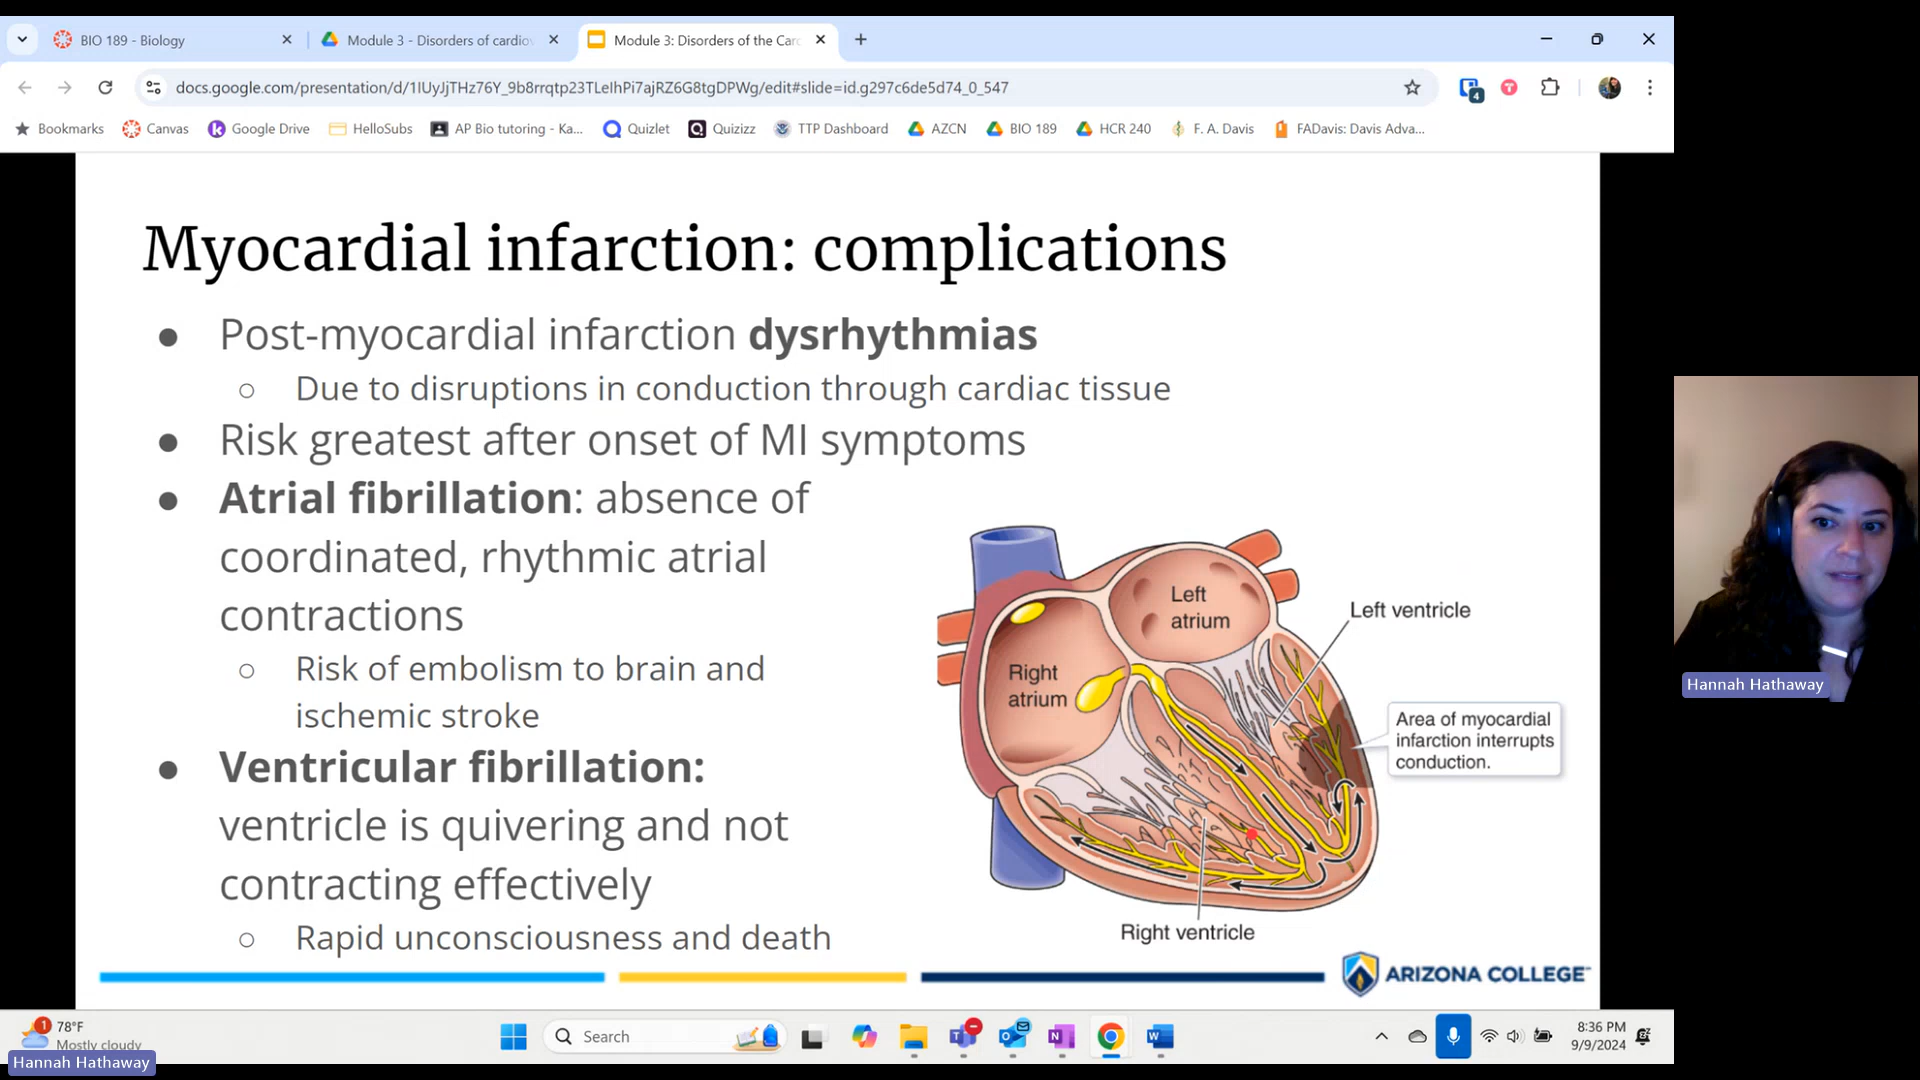 BIO 189 - Biology
Module 3 - Disorders of cardiov
Module 3: Disorders of the Car
docs.google.com/presentation/d/1IUyJjTHz76Y_9b8rrqtp23TLeIhPi7ajRZ6G8tgDPWg/edit#slide=id.g297c6de5d74_0_547
4
Bookmarks
Canvas
Google Drive
HelloSubs
AP Bio tutoring - Ka...
Quizlet
Quizizz
TTP Dashboard
AZCN
BIO 189
HCR 240
F. A. Davis
FADavis: Davis Adva...
Myocardial infarction: complications
● Post-myocardial infarction dysrhythmias
○ Due to disruptions in conduction through cardiac tissue
● Risk greatest after onset of MI symptoms
● Atrial fibrillation: absence of
coordinated, rhythmic atrial
contractions
○ Risk of embolism to brain and
ischemic stroke
● Ventricular fibrillation:
ventricle is quivering and not
contracting effectively
○ Rapid unconsciousness and death
Left
atrium
Left ventricle
Right
atrium
Area of myocardial
infarction interrupts
conduction.
Right ventricle
ARIZONA COLLEGE
Hannah Hathaway
1
78°F
Mostly cloudy
Search
8:36 PM
9/9/2024
Hannah Hathaway